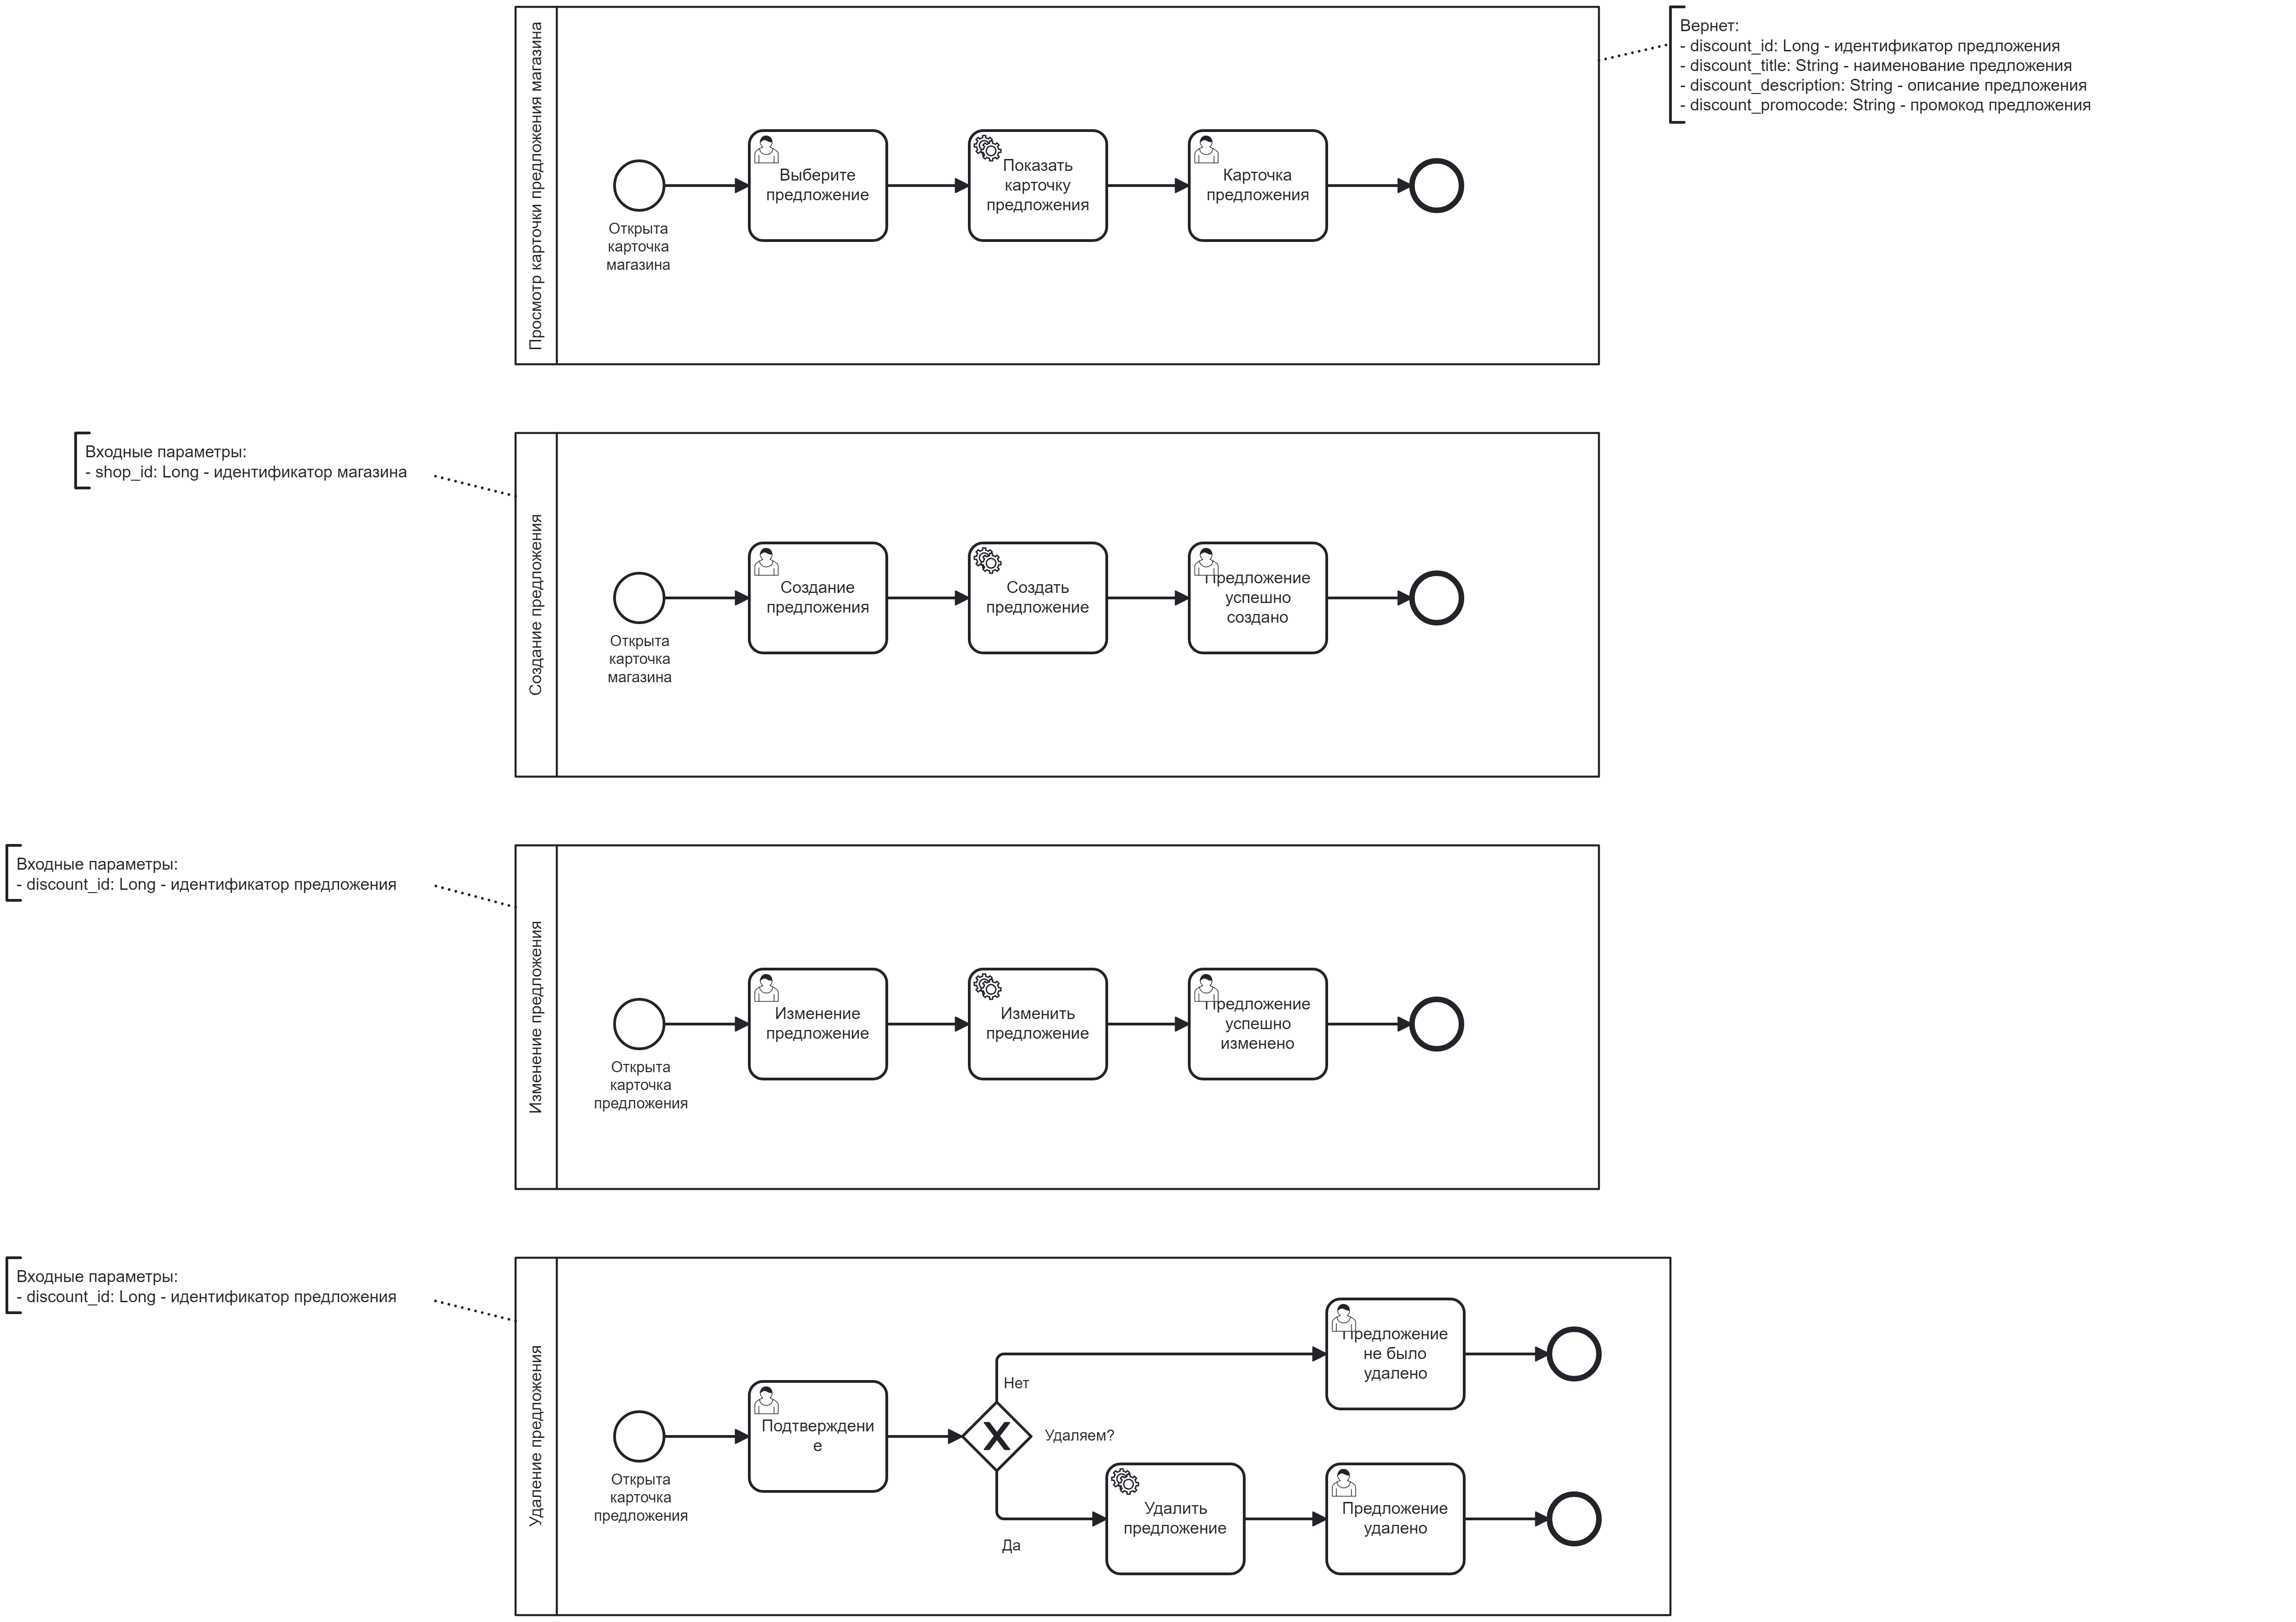 Просмотр карточки предложения магазина
Вернет:
- discount_id: Long - идентификатор предложения
- discount_title: String - наименование предложения
- discount_description: String - описание предложения
- discount_promocode: String - промокод предложения
Открыта
карточка
магазина
Выберите
предложение
Показать
карточку
предложения
Карточка
предложения
Входные параметры:
- shop_id: Long - идентификатор магазина
Создание предложения
Открыта
карточка
магазина
Создание
предложения
Создать
предложение
Предложение
успешно
создано
Входные параметры:
- discount_id: Long - идентификатор предложения
Изменение предложения
Открыта
карточка
предложения
Изменение
предложение
Изменить
предложение
Предложение
успешно
изменено
Входные параметры:
- discount_id: Long - идентификатор предложения
Удаление предложения
Открыта
карточка
предложения
Подтверждени
е
Нет
Удаляем?
Да
Предложение
не было
удалено
Удалить
предложение
Предложение
удалено